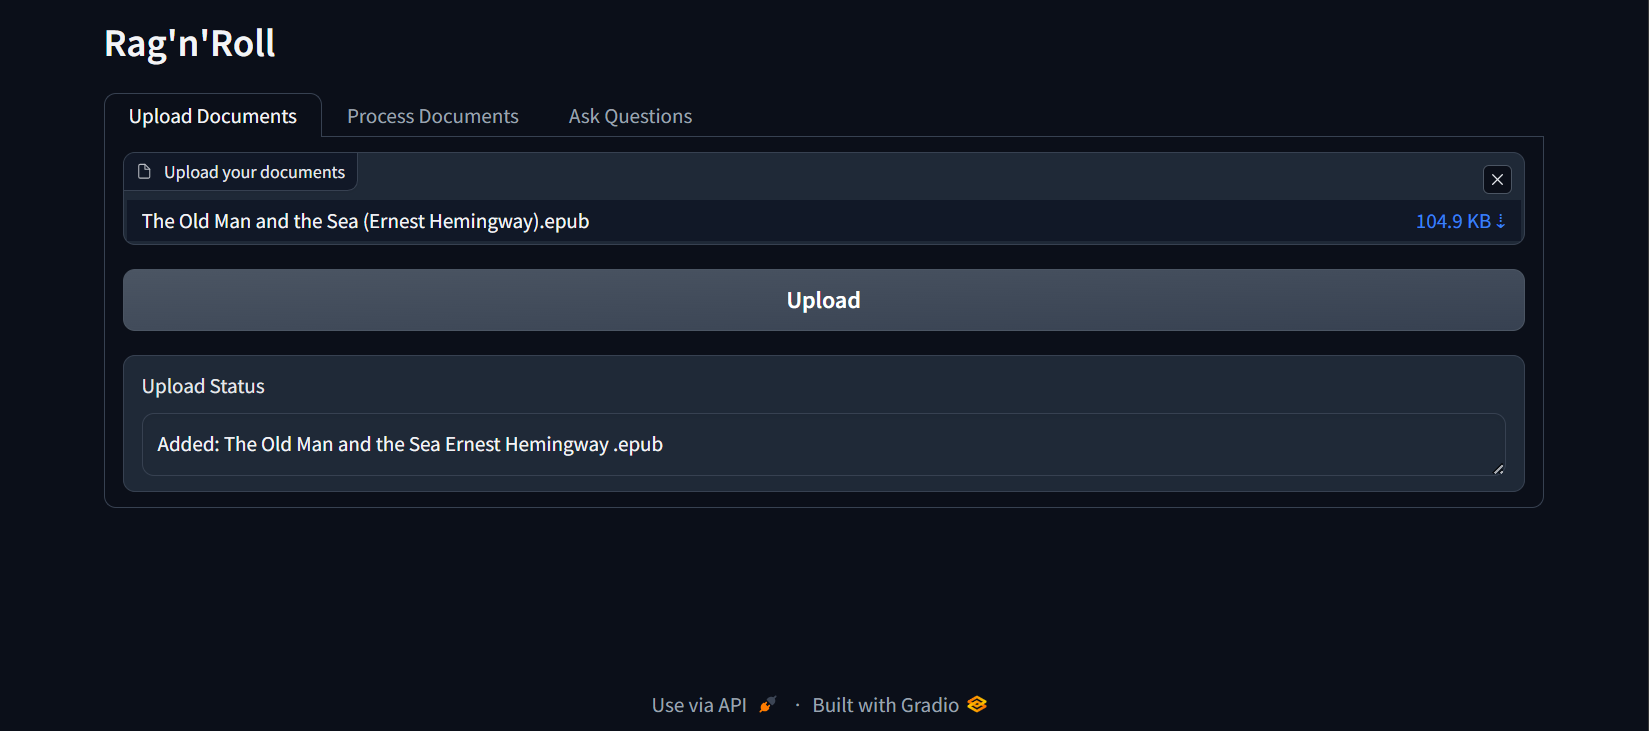 Rag'n'Roll
Upload Documents Process Documents Ask Questions
Upload your documents
The Old Man and the Sea (Ernest Hemingway).epub 104.9 KB ⇣
Upload
Upload Status
Added: The Old Man and the Sea Ernest Hemingway .epub
Use via API · Built with Gradio